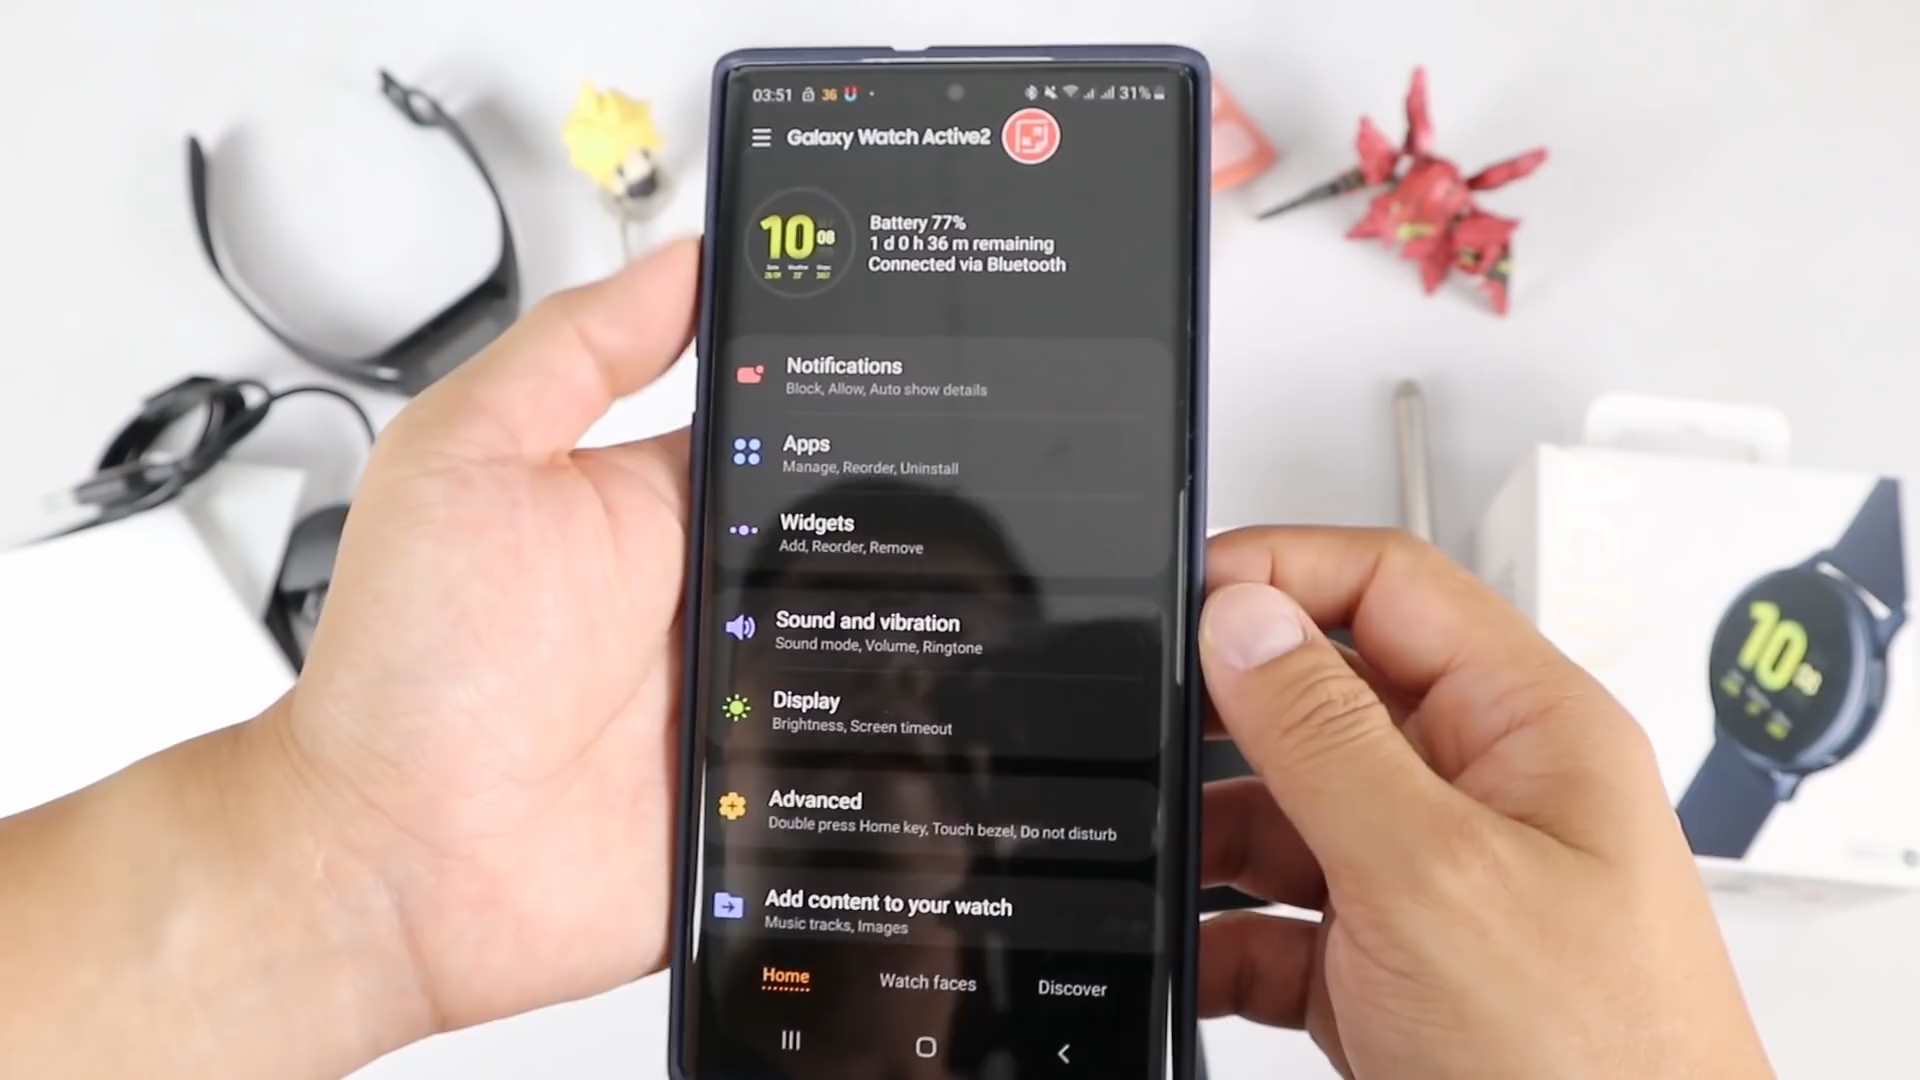 03:51 36 31%
Galaxy Watch Active2
10 08
Battery 77%
1 d 0 h 36 m remaining
Connected via Bluetooth
Notifications
Block, Allow, Auto show details
Apps
Manage, Reorder, Uninstall
Widgets
Add, Reorder, Remove
Sound and vibration
Sound mode, Volume, Ringtone
Display
Brightness, Screen timeout
Advanced
Double press Home key, Touch bezel, Do not disturb
Add content to your watch
Music tracks, Images
Home Watch faces Discover
10 08